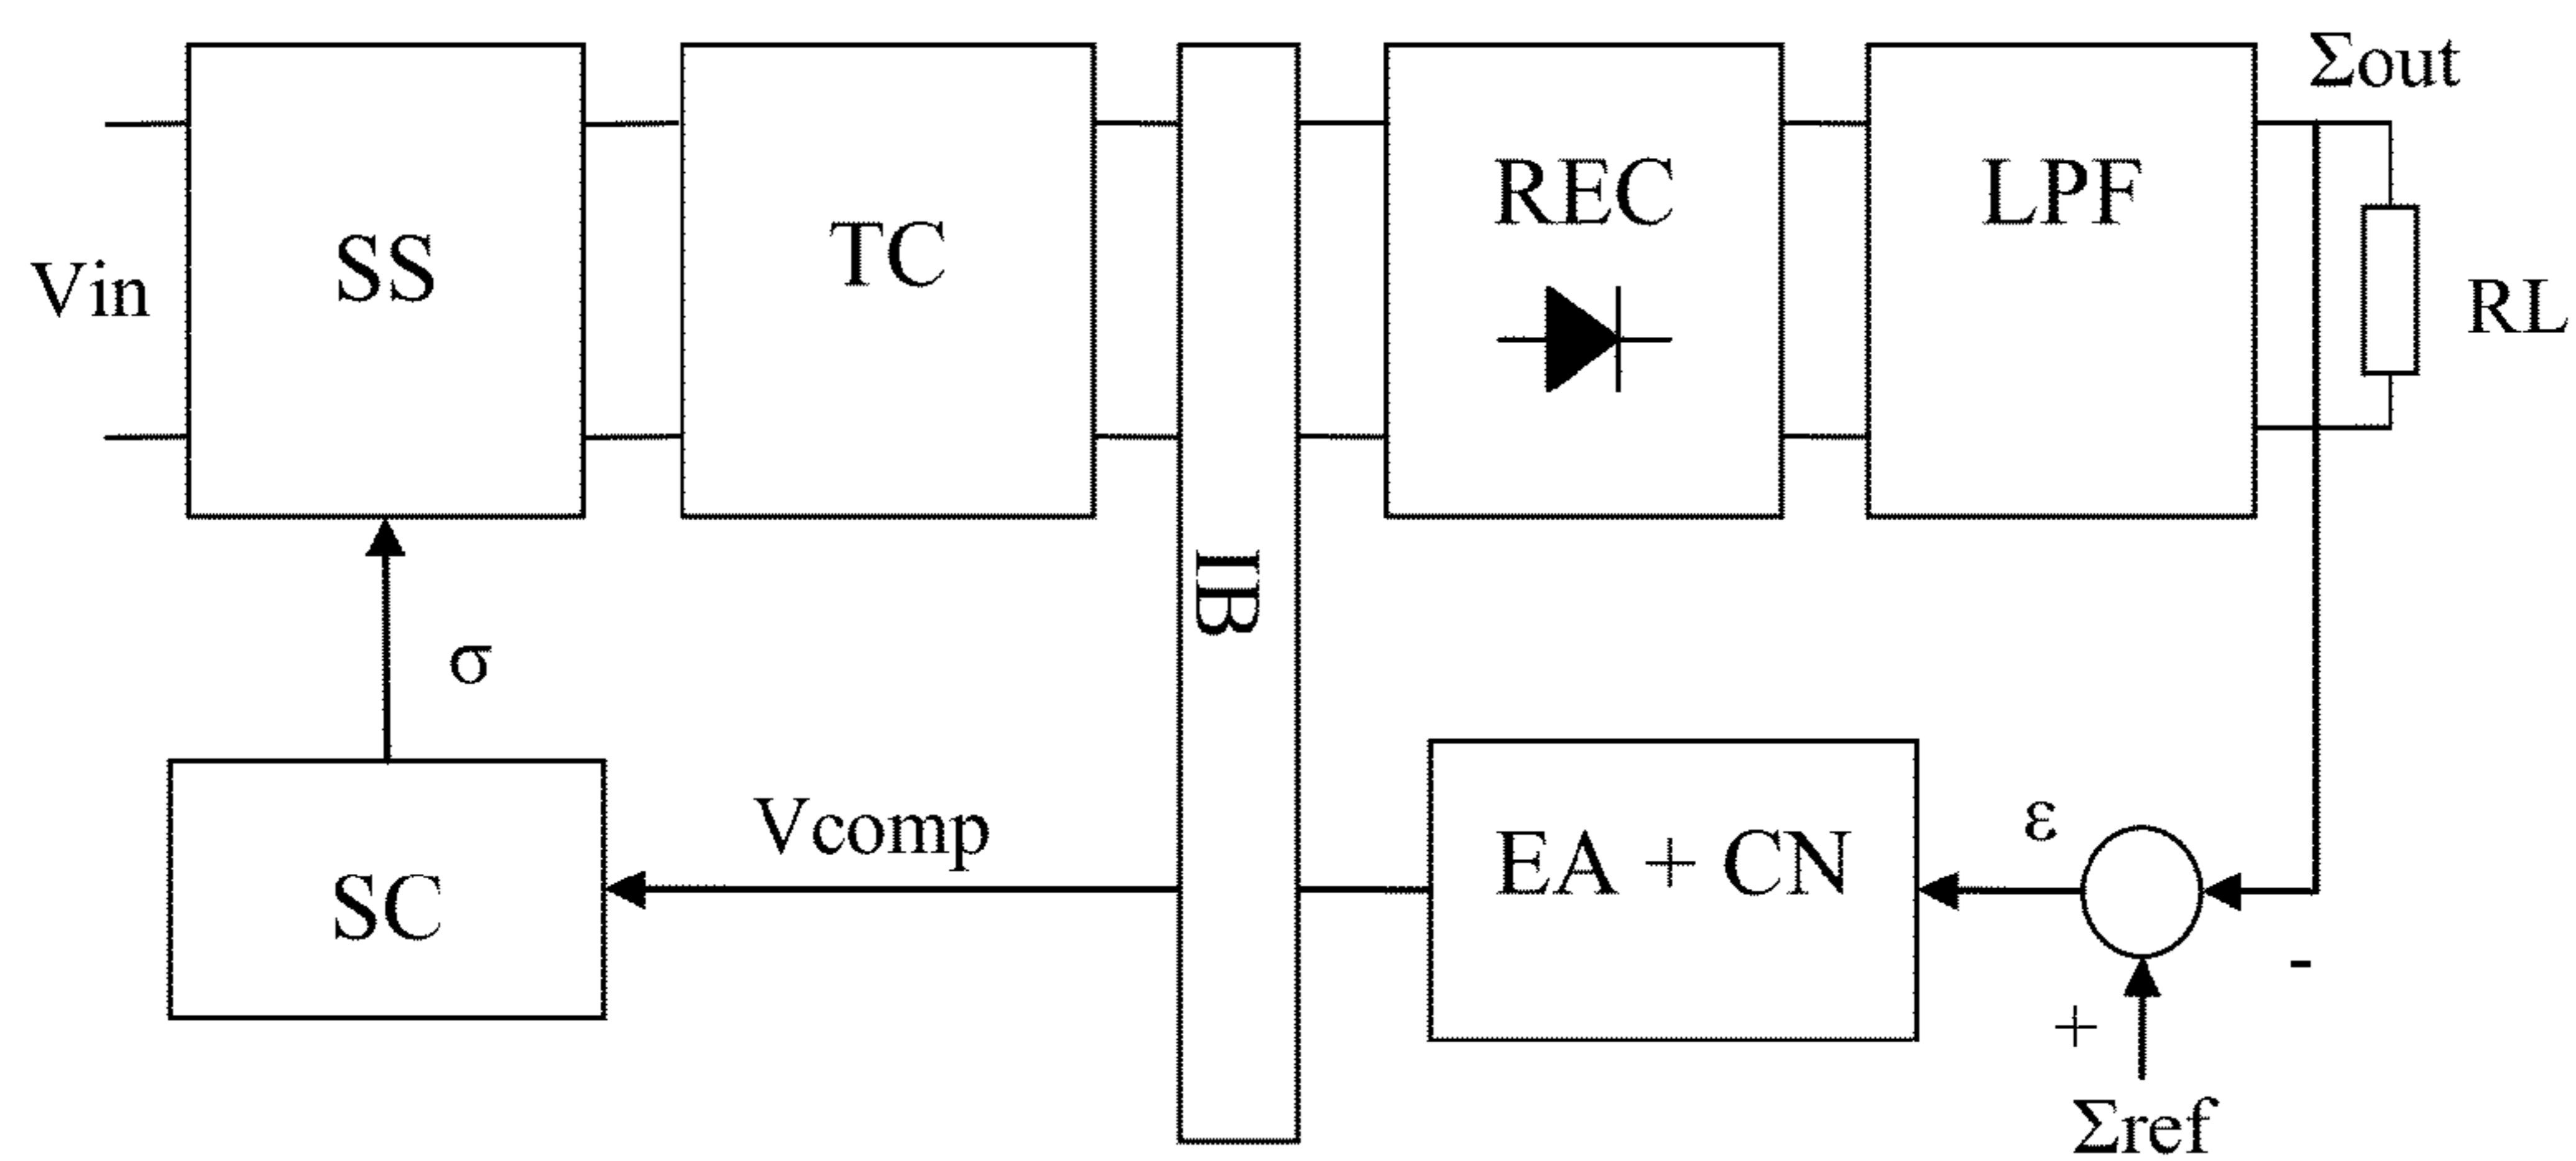 Σout
Vin
SS
TC
REC
LPF
RL
IB
σ
SC
Vcomp
EA + CN
ε
-
+
Σref